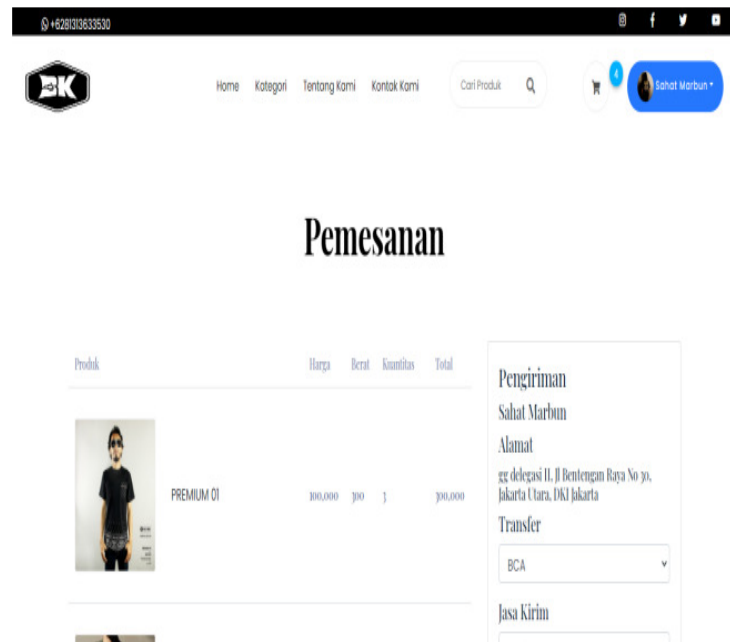 +6281313633530
BK
Home Kategori Tentang Kami Kontak Kami Cari Produk 4 Sahat Marbun
Pemesanan
Produk Harga Berat Kuantitas Total
PREMIUM 01 100,000 300 3 300,000
Pengiriman
Sahat Marbun
Alamat
gg delegasi II, Jl Bentengan Raya No 30,
Jakarta Utara, DKI Jakarta
Transfer
BCA
Jasa Kirim